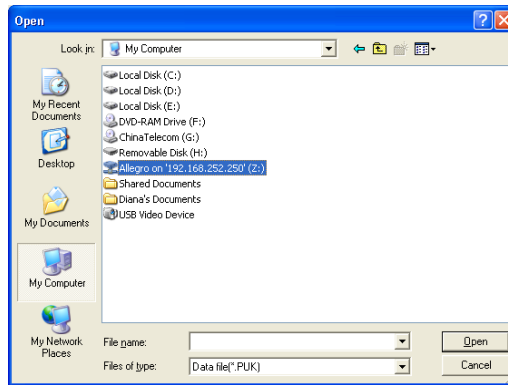 Open
Look in:
My Computer
Local Disk (C:)
Local Disk (D:)
Local Disk (E:)
DVD-RAM Drive (F:)
ChinaTelecom (G:)
Removable Disk (H:)
Allegro on '192.168.252.250' (Z:)
Shared Documents
Diana's Documents
USB Video Device
My Recent
Documents
Desktop
My Documents
My Computer
My Network
Places
File name:
Open
Files of type:
Data file(*.PUK)
Cancel